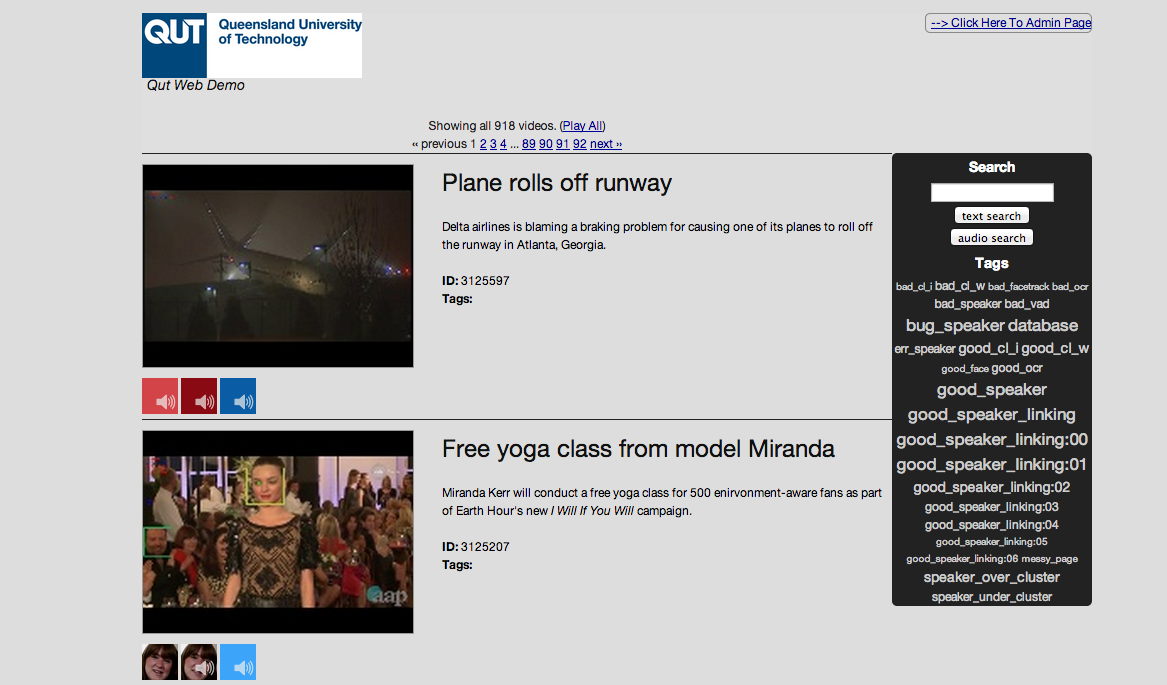 QUT
Queensland University
of Technology
--> Click Here To Admin Page
Qut Web Demo
Showing all 918 videos. (Play All)
‹‹ previous 1 2 3 4 ... 89 90 91 92 next ››
Plane rolls off runway
Delta airlines is blaming a braking problem for causing one of its planes to roll off
the runway in Atlanta, Georgia.
ID: 3125597
Tags:
Free yoga class from model Miranda
Miranda Kerr will conduct a free yoga class for 500 enirvonment-aware fans as part
of Earth Hour's new I Will If You Will campaign.
ID: 3125207
Tags:
aap
Search
text search
audio search
Tags
bad_cl_i bad_cl_w bad_facetrack bad_ocr
bad_speaker bad_vad
bug_speaker database
err_speaker good_cl_i good_cl_w
good_face good_ocr
good_speaker
good_speaker_linking
good_speaker_linking:00
good_speaker_linking:01
good_speaker_linking:02
good_speaker_linking:03
good_speaker_linking:04
good_speaker_linking:05
good_speaker_linking:06 messy_page
speaker_over_cluster
speaker_under_cluster